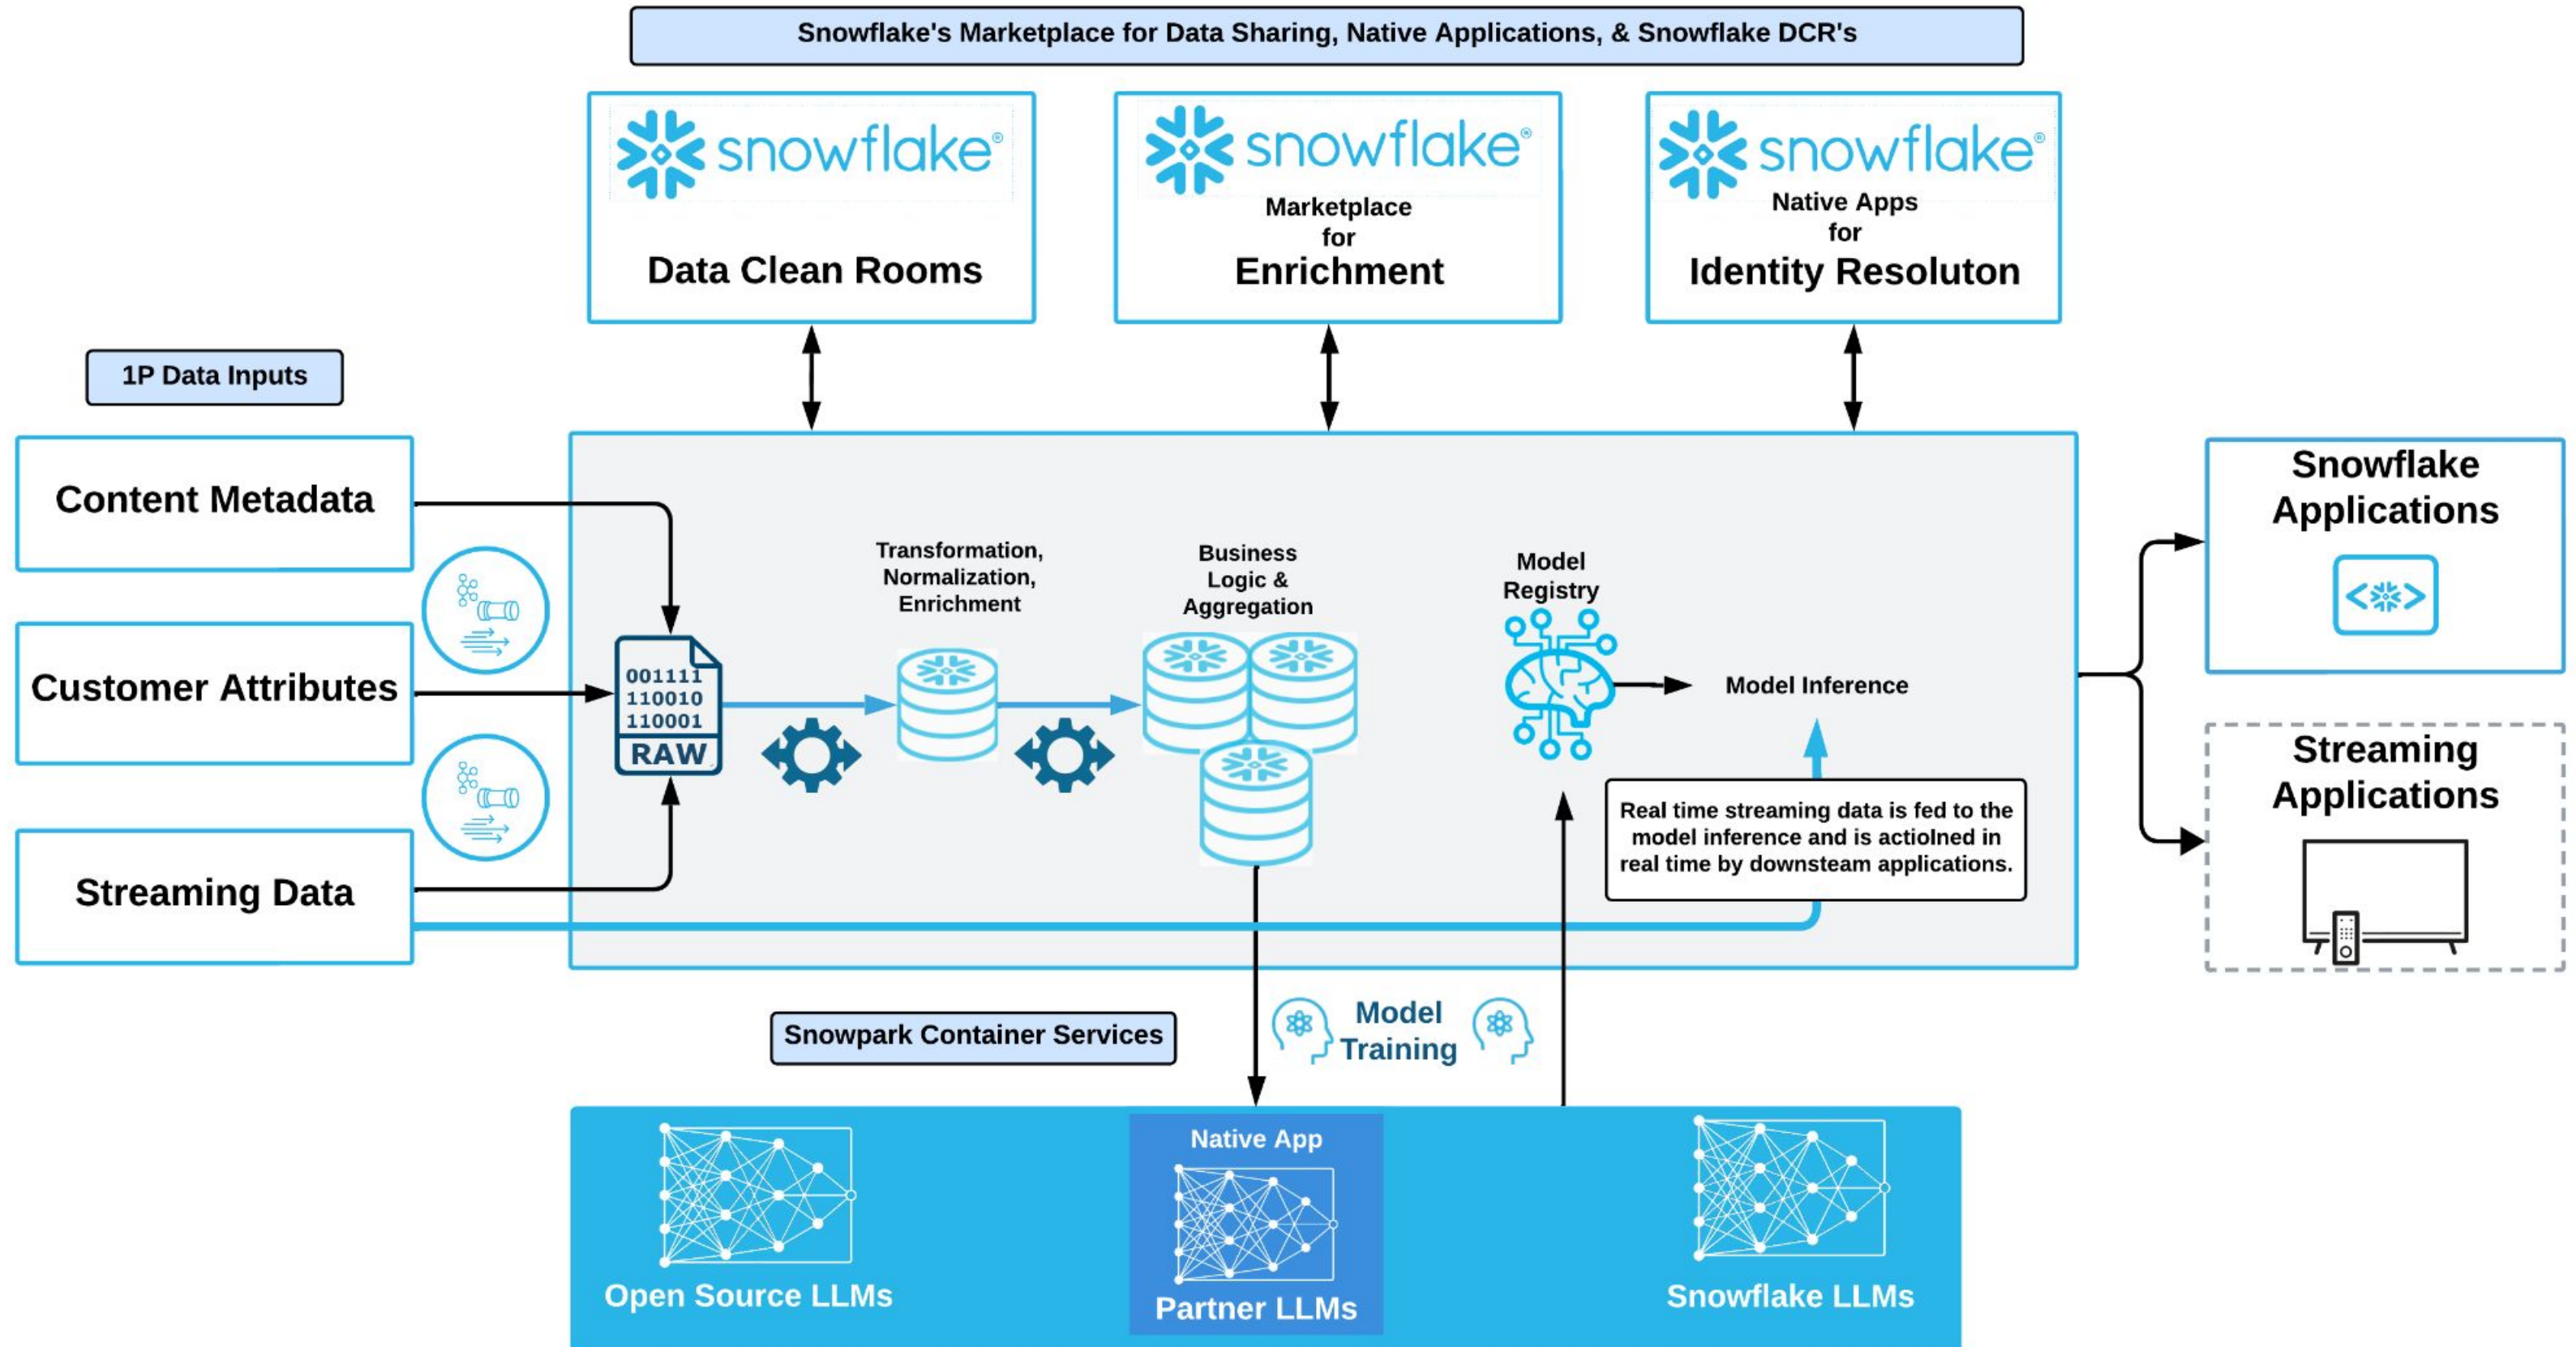 Snowflake's Marketplace for Data Sharing, Native Applications, & Snowflake DCR's
snowflake®
Data Clean Rooms
snowflake®
Marketplace
for
Enrichment
snowflake®
Native Apps
for
Identity Resoluton
1P Data Inputs
Content Metadata
Customer Attributes
Streaming Data
001111
110010
110001
RAW
Transformation,
Normalization,
Enrichment
Business
Logic &
Aggregation
Model
Registry
Model Inference
Real time streaming data is fed to the
model inference and is actiolned in
real time by downsteam applications.
Snowflake
Applications
Streaming
Applications
Snowpark Container Services
Model
Training
Open Source LLMs
Native App
Partner LLMs
Snowflake LLMs